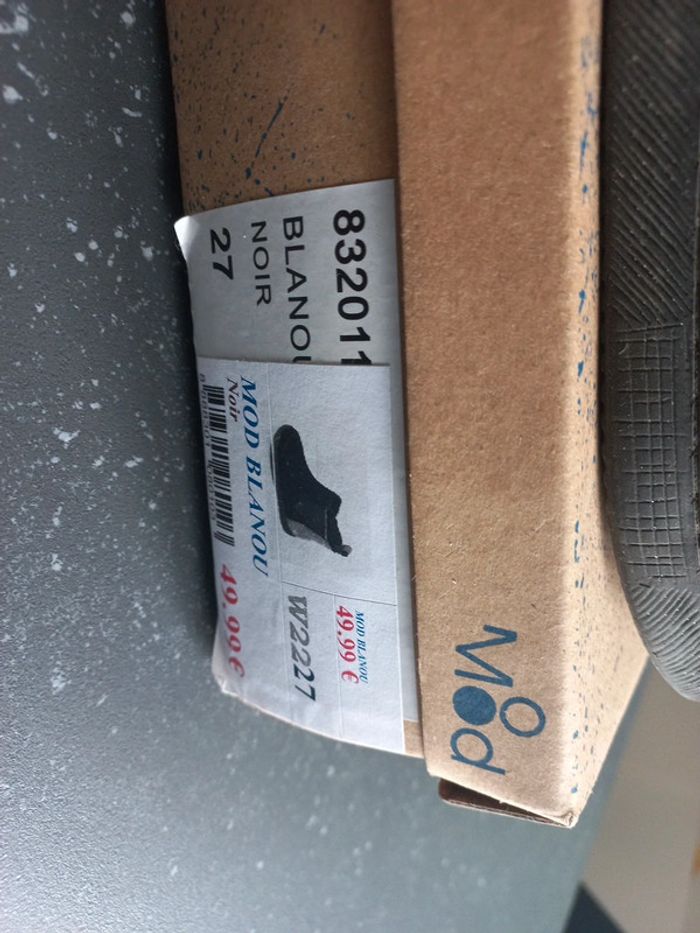 832011
BLANOU
NOIR
27
MOD BLANOU
49.99 €
W2227
MOD BLANOU
Noir
49.99 €
Mod